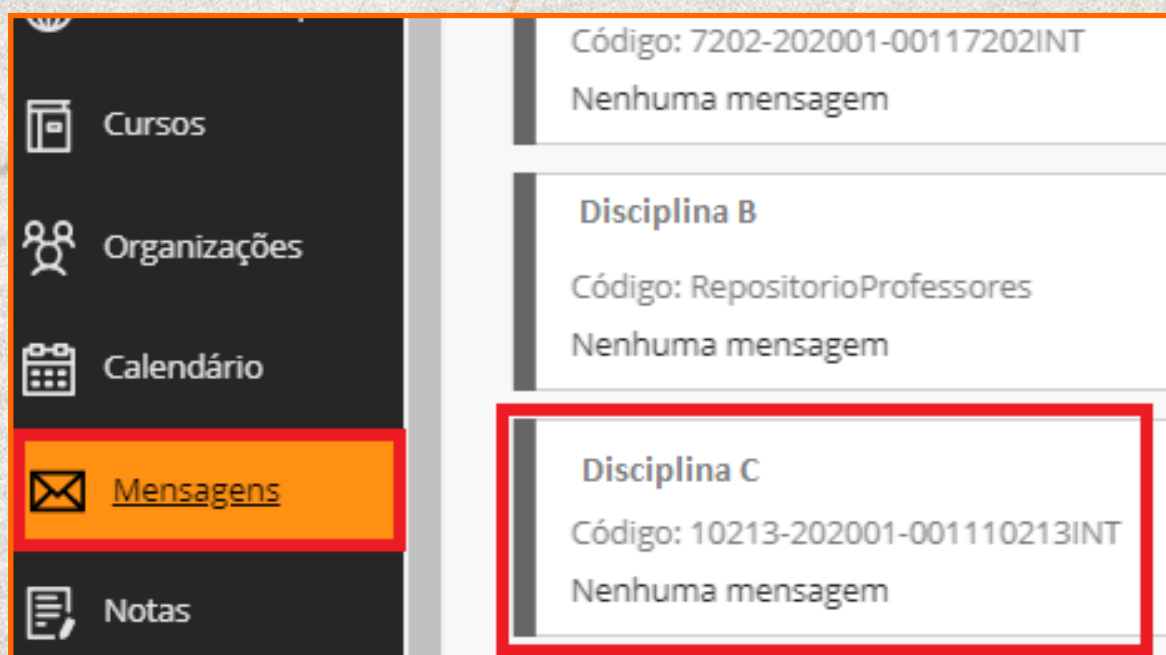 Cursos
Organizações
Calendário
Mensagens
Notas
Código: 7202-202001-00117202INT
Nenhuma mensagem
Disciplina B
Código: RepositorioProfessores
Nenhuma mensagem
Disciplina C
Código: 10213-202001-001110213INT
Nenhuma mensagem